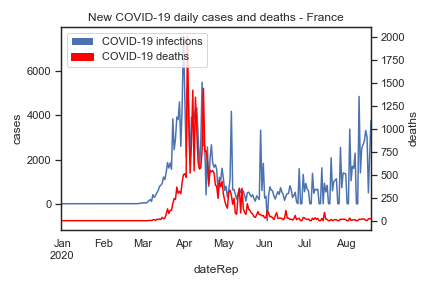 New COVID-19 daily cases and deaths - France
COVID-19 infections
COVID-19 deaths
cases
6000
4000
2000
0
deaths
2000
1750
1500
1250
1000
750
500
250
0
Jan Feb Mar Apr May Jun Jul Aug
2020
dateRep